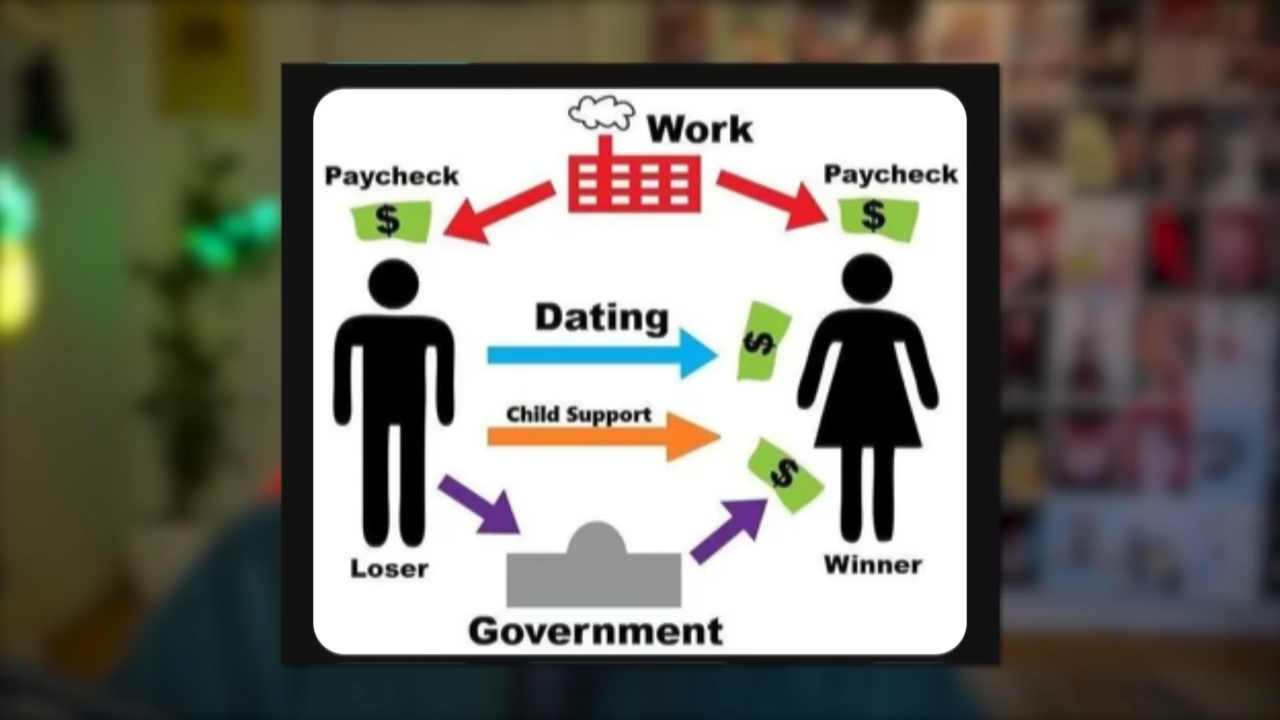 Work
Paycheck
Paycheck
$
$
Dating
$
Child Support
$
Loser
Winner
Government